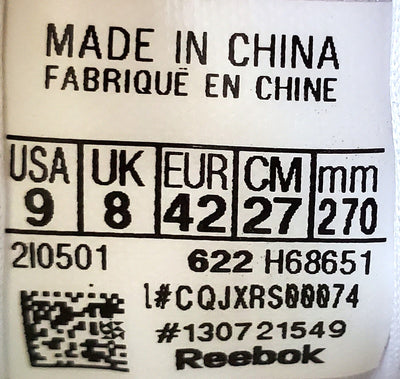 MADE IN CHINA
FABRIQUÉ EN CHINE
USA UK EUR CM mm
9 8 42 27 270
2I0501 622 H68651
1#CQJXRS00074
#130721549
Reebok